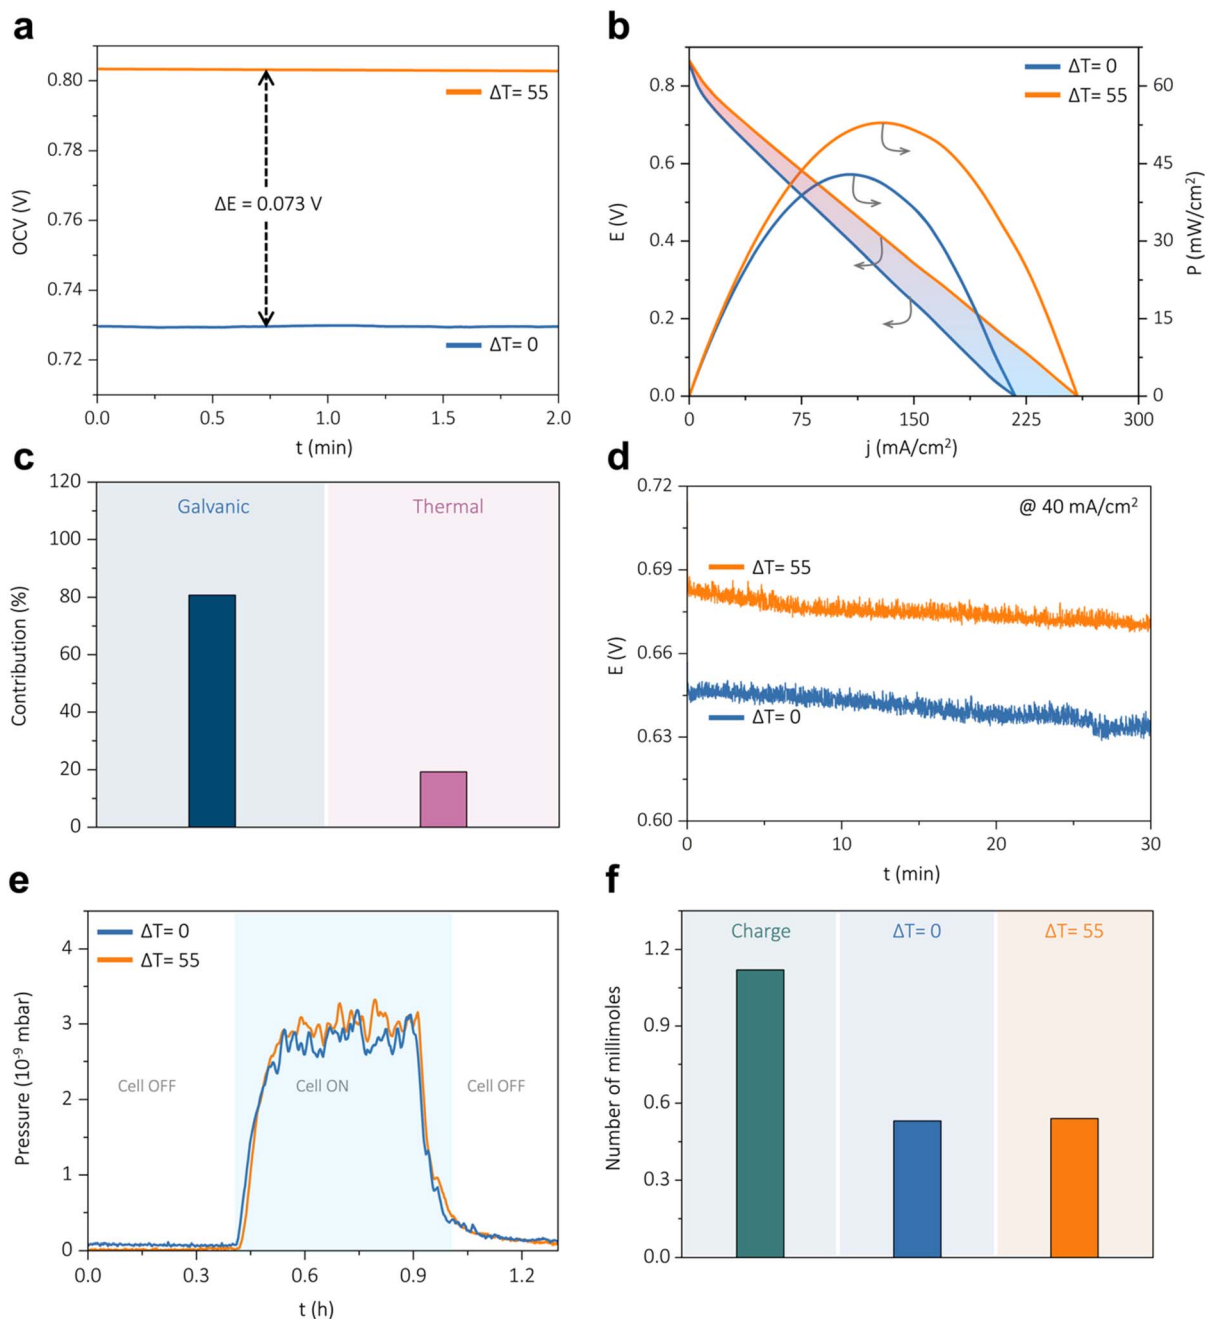 a
OCV (V)
0.80
0.78
0.76
0.74
0.72
ΔT= 55
ΔE = 0.073 V
ΔT= 0
0.0
0.5
1.0
1.5
2.0
t (min)
b
E (V)
0.8
0.6
0.4
0.2
0.0
ΔT= 0
ΔT= 55
60
45
30
15
0
P (mW/cm²)
0
75
150
225
300
j (mA/cm²)
c
Contribution (%)
120
100
80
60
40
20
0
Galvanic
Thermal
d
E (V)
0.72
0.69
0.66
0.63
0.60
@ 40 mA/cm²
ΔT= 55
ΔT= 0
0
10
20
30
t (min)
e
Pressure (10⁻⁹ mbar)
4
3
2
1
0
ΔT= 0
ΔT= 55
Cell OFF
Cell ON
Cell OFF
0.0
0.3
0.6
0.9
1.2
t (h)
f
Number of millimoles
1.2
0.9
0.6
0.3
0.0
Charge
ΔT= 0
ΔT= 55